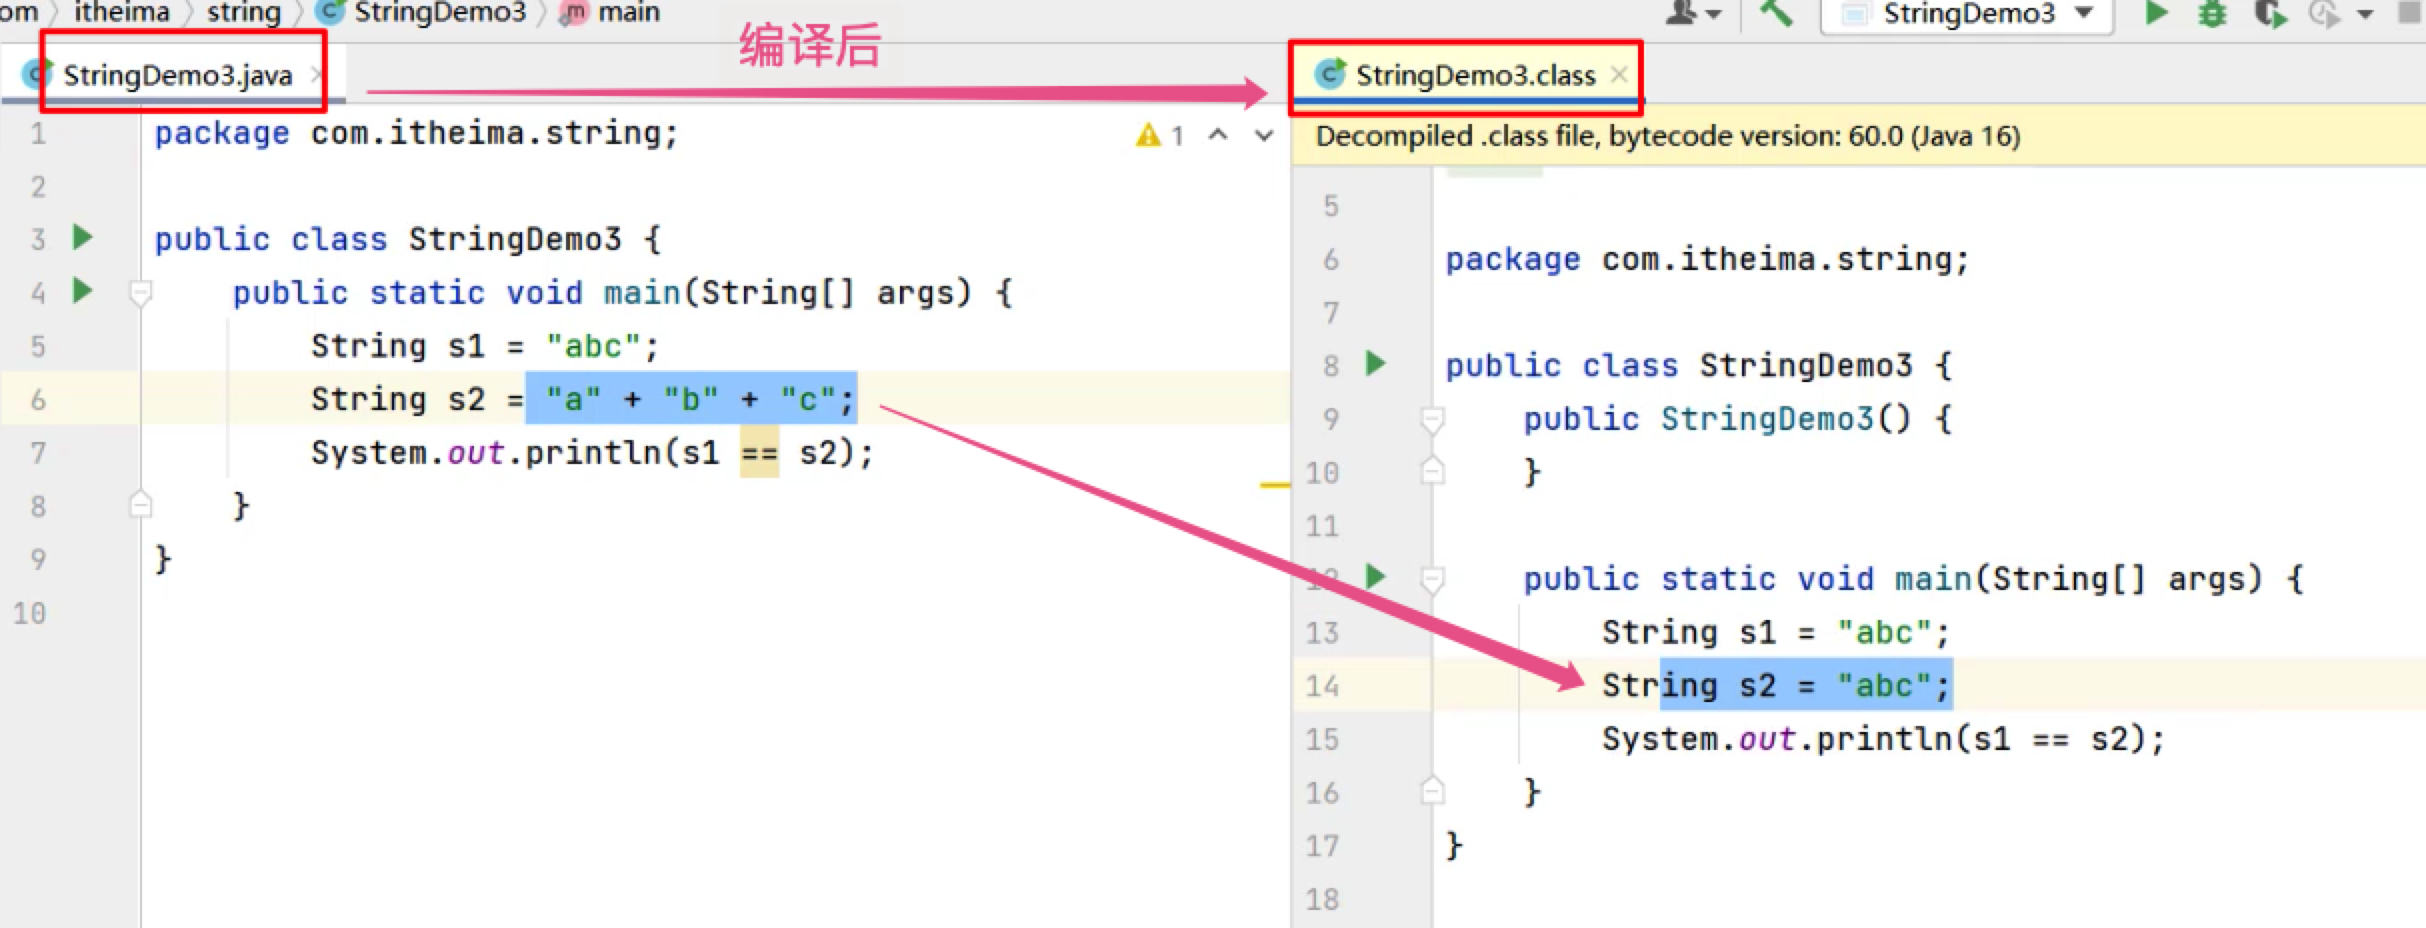 om 〉 itheima 〉 string 〉 StringDemo3 〉 main
StringDemo3
StringDemo3.java
编译后
StringDemo3.class
1 package com.itheima.string;
1
2
3 public class StringDemo3 {
4 public static void main(String[] args) {
5 String s1 = "abc";
6 String s2 = "a" + "b" + "c";
7 System.out.println(s1 == s2);
8 }
9 }
10
Decompiled .class file, bytecode version: 60.0 (Java 16)
5
6 package com.itheima.string;
7
8 public class StringDemo3 {
9 public StringDemo3() {
10 }
11
12 public static void main(String[] args) {
13 String s1 = "abc";
14 String s2 = "abc";
15 System.out.println(s1 == s2);
16 }
17 }
18